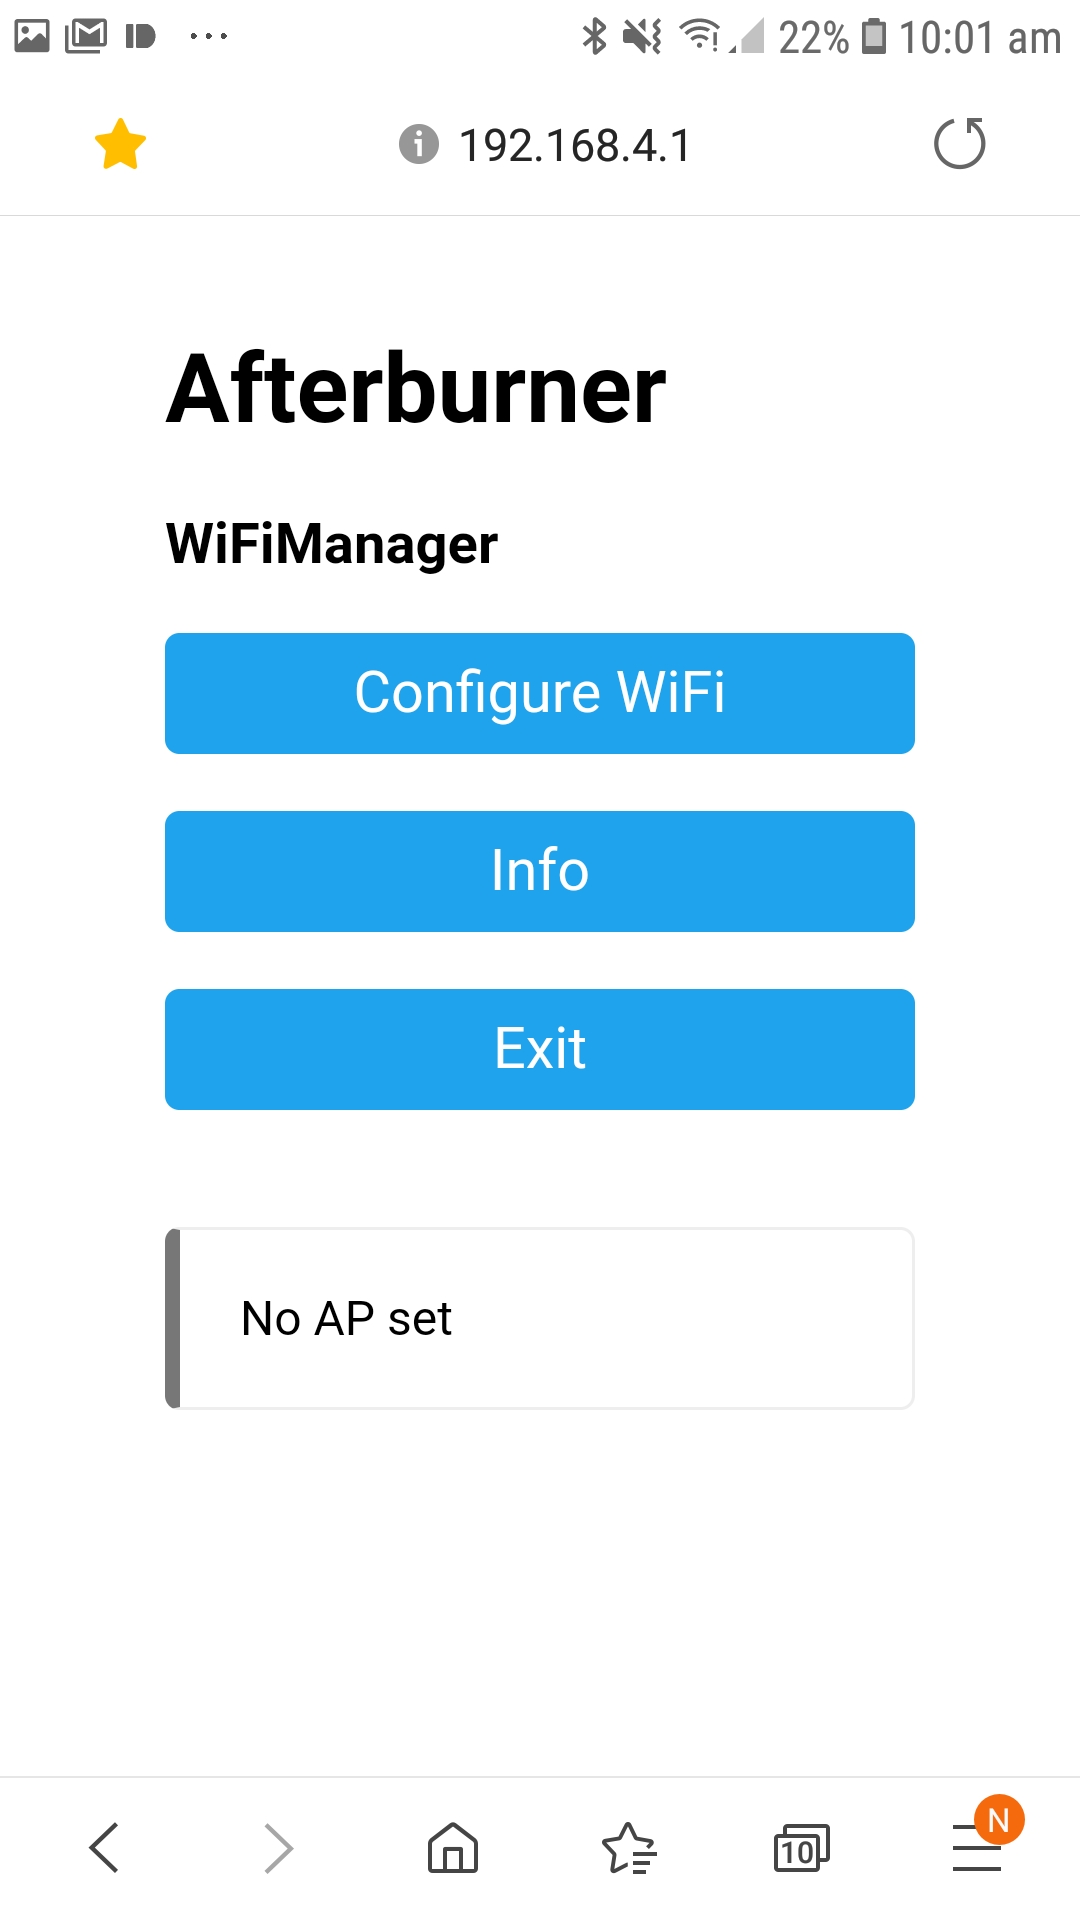 22% 10:01 am
192.168.4.1
Afterburner
WiFiManager
Configure WiFi
Info
Exit
No AP set
10
N